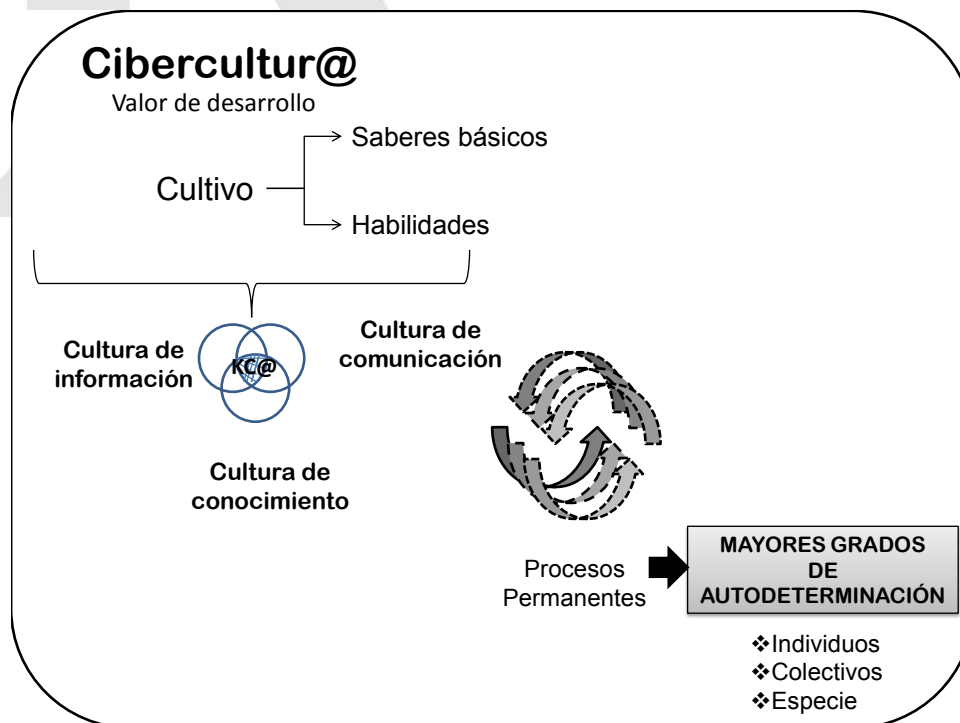 Cibercultur@
Valor de desarrollo
Saberes básicos
Cultivo
Habilidades
Cultura de
información
KC@
Cultura de
comunicación
Cultura de
conocimiento
Procesos
Permanentes
MAYORES GRADOS
DE
AUTODETERMINACIÓN
❖Individuos
❖Colectivos
❖Especie